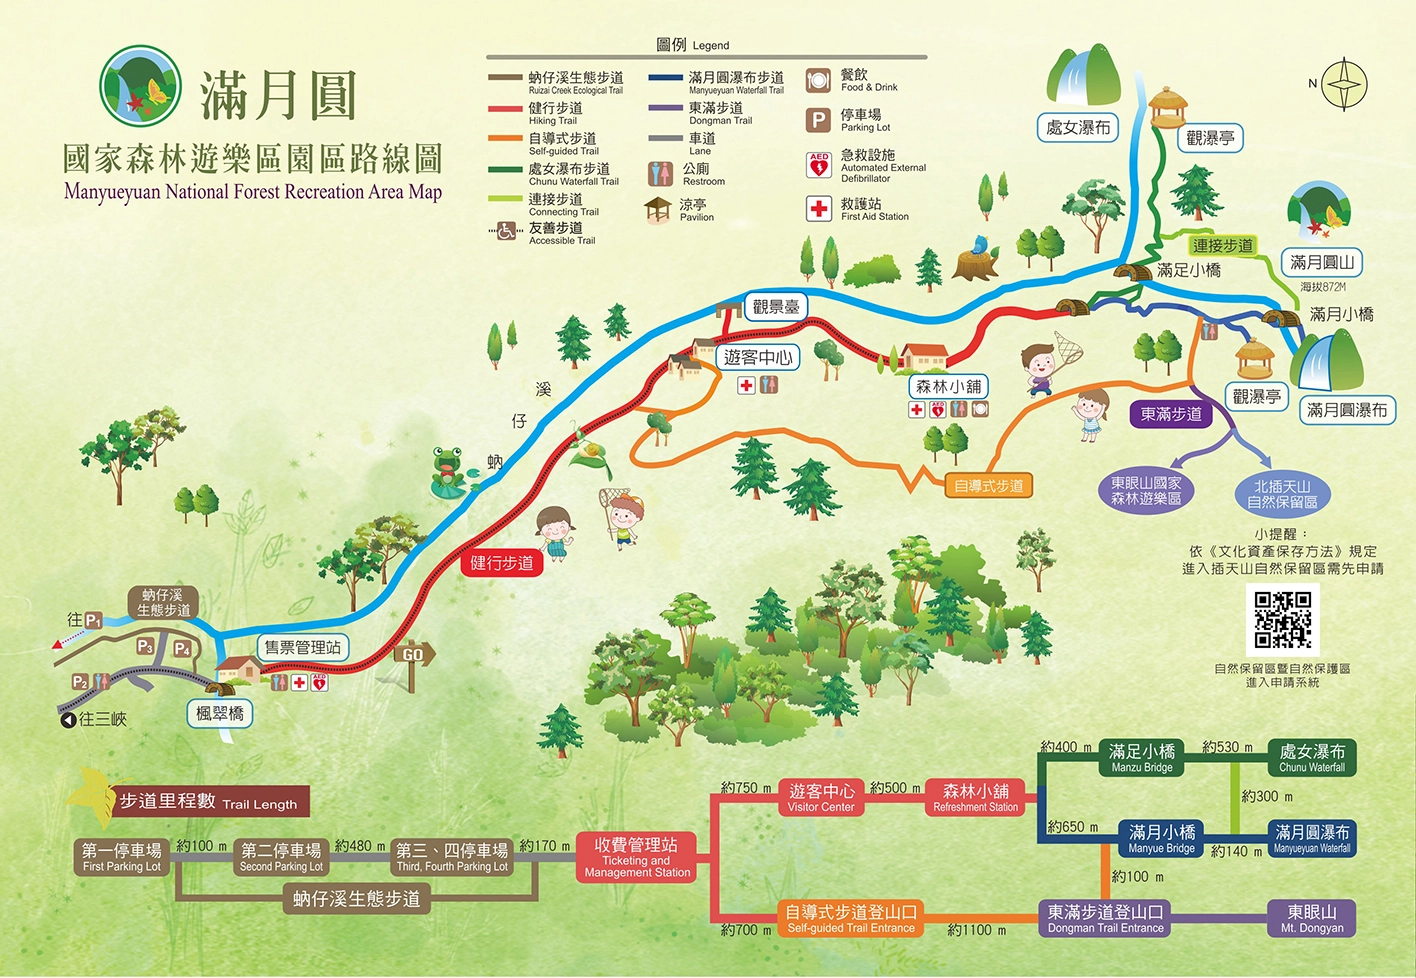 滿月圓
國家森林遊樂區園區路線圖
Manyueyuan National Forest Recreation Area Map
圖例 Legend
蚋仔溪生態步道
Ruizai Creek Ecological Trail
健行步道
Hiking Trail
自導式步道
Self-guided Trail
處女瀑布步道
Chunu Waterfall Trail
連接步道
Connecting Trail
友善步道
Accessible Trail
滿月圓瀑布步道
Manyueyuan Waterfall Trail
東滿步道
Dongman Trail
車道
Lane
公廁
Restroom
涼亭
Pavilion
餐飲
Food & Drink
P
停車場
Parking Lot
AED
急救設施
Automated External
Defibrillator
救護站
First Aid Station
N
處女瀑布
觀瀑亭
連接步道
滿足小橋
滿月圓山
海拔872M
滿月小橋
觀景臺
遊客中心
森林小舖
AED
觀瀑亭
滿月圓瀑布
東滿步道
溪
仔
蚋
自導式步道
東眼山國家
森林遊樂區
北插天山
自然保留區
小提醒：
依《文化資產保存方法》規定
進入插天山自然保留區需先申請
自然保留區暨自然保護區
進入申請系統
健行步道
蚋仔溪
生態步道
往P1
P3
P4
售票管理站
GO
P2
AED
楓翠橋
往三峽
步道里程數 Trail Length
第一停車場
First Parking Lot
約100 m
第二停車場
Second Parking Lot
約480 m
第三、四停車場
Third, Fourth Parking Lot
約170 m
蚋仔溪生態步道
收費管理站
Ticketing and
Management Station
約750 m
遊客中心
Visitor Center
約500 m
森林小舖
Refreshment Station
約400 m
滿足小橋
Manzu Bridge
約530 m
處女瀑布
Chunu Waterfall
約300 m
約650 m
滿月小橋
Manyue Bridge
約140 m
滿月圓瀑布
Manyueyuan Waterfall
約100 m
約700 m
自導式步道登山口
Self-guided Trail Entrance
約1100 m
東滿步道登山口
Dongman Trail Entrance
東眼山
Mt. Dongyan